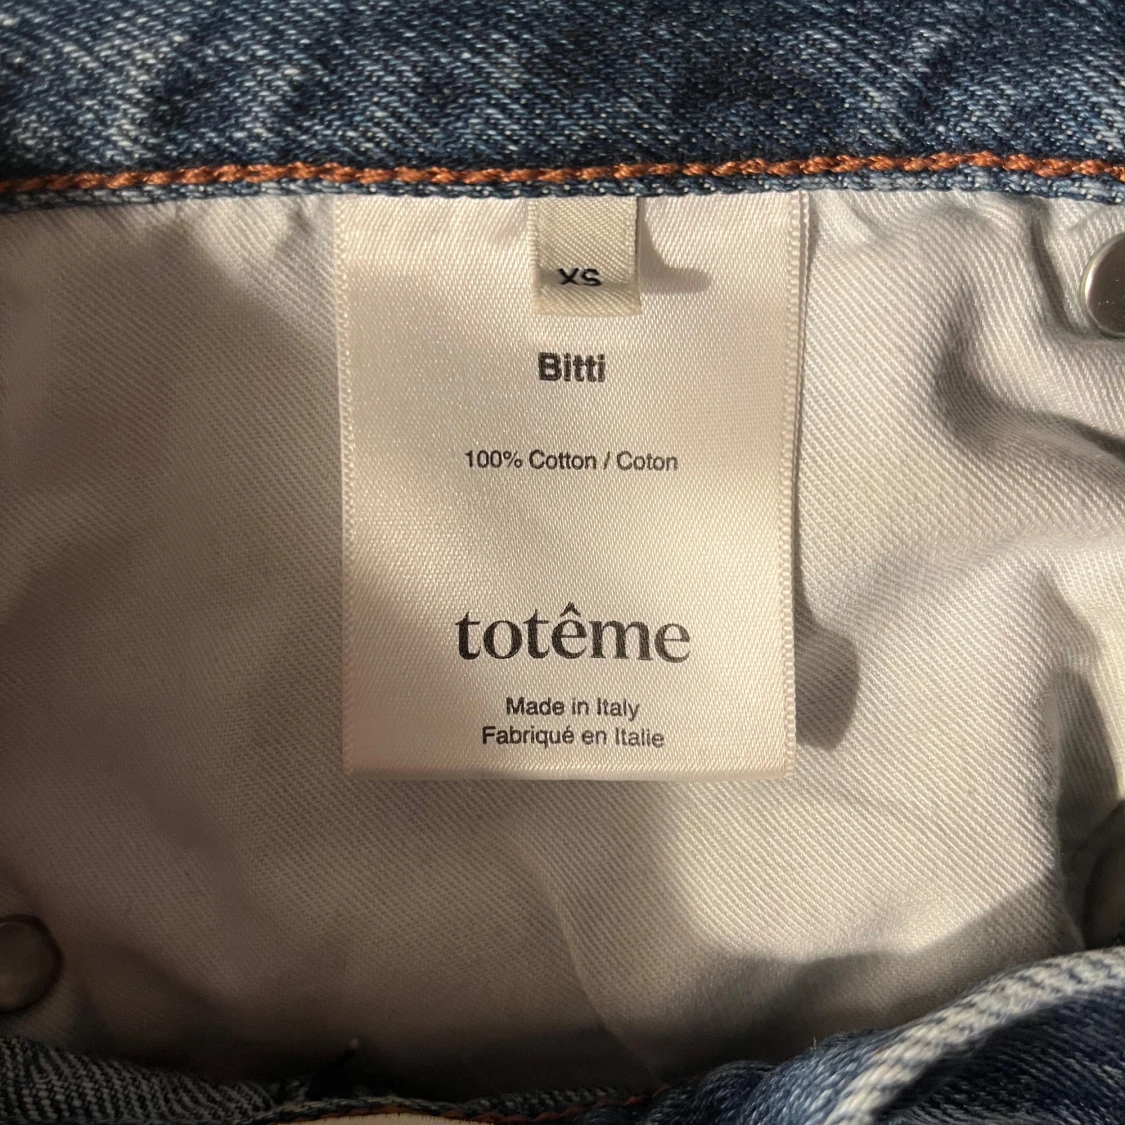 XS
Bitti
100% Cotton / Coton
totême
Made in Italy
Fabriqué en Italie